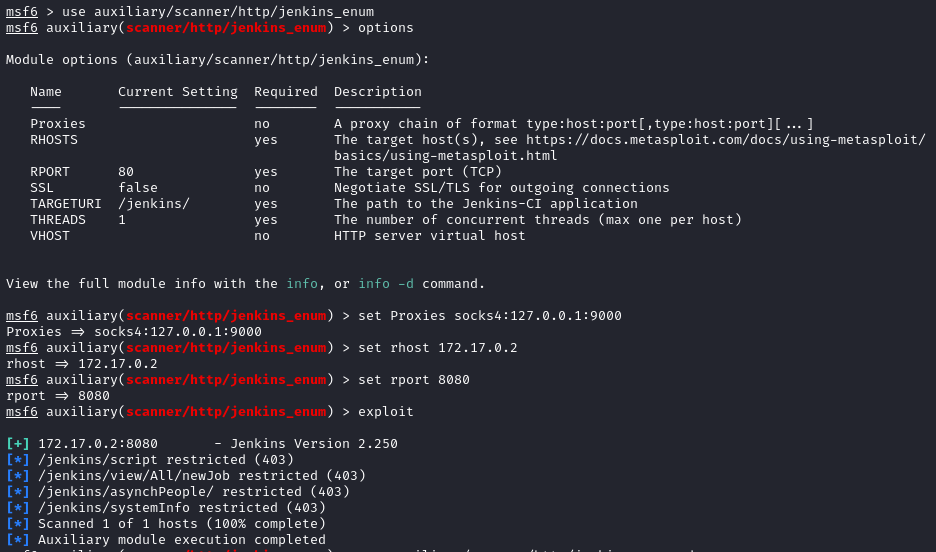 msf6 > use auxiliary/scanner/http/jenkins_enum
msf6 auxiliary(scanner/http/jenkins_enum) > options
Module options (auxiliary/scanner/http/jenkins_enum):
Name       Current Setting  Required  Description
----       ---------------  --------  -----------
Proxies                     no        A proxy chain of format type:host:port[,type:host:port][...]
RHOSTS                      yes       The target host(s), see https://docs.metasploit.com/docs/using-metasploit/
basics/using-metasploit.html
RPORT      80               yes       The target port (TCP)
SSL        false            no        Negotiate SSL/TLS for outgoing connections
TARGETURI  /jenkins/        yes       The path to the Jenkins-CI application
THREADS    1                yes       The number of concurrent threads (max one per host)
VHOST                       no        HTTP server virtual host
View the full module info with the info, or info -d command.
msf6 auxiliary(scanner/http/jenkins_enum) > set Proxies socks4:127.0.0.1:9000
Proxies => socks4:127.0.0.1:9000
msf6 auxiliary(scanner/http/jenkins_enum) > set rhost 172.17.0.2
rhost => 172.17.0.2
msf6 auxiliary(scanner/http/jenkins_enum) > set rport 8080
rport => 8080
msf6 auxiliary(scanner/http/jenkins_enum) > exploit
[+] 172.17.0.2:8080       - Jenkins Version 2.250
[*] /jenkins/script restricted (403)
[*] /jenkins/view/All/newJob restricted (403)
[*] /jenkins/asynchPeople/ restricted (403)
[*] /jenkins/systemInfo restricted (403)
[*] Scanned 1 of 1 hosts (100% complete)
[*] Auxiliary module execution completed